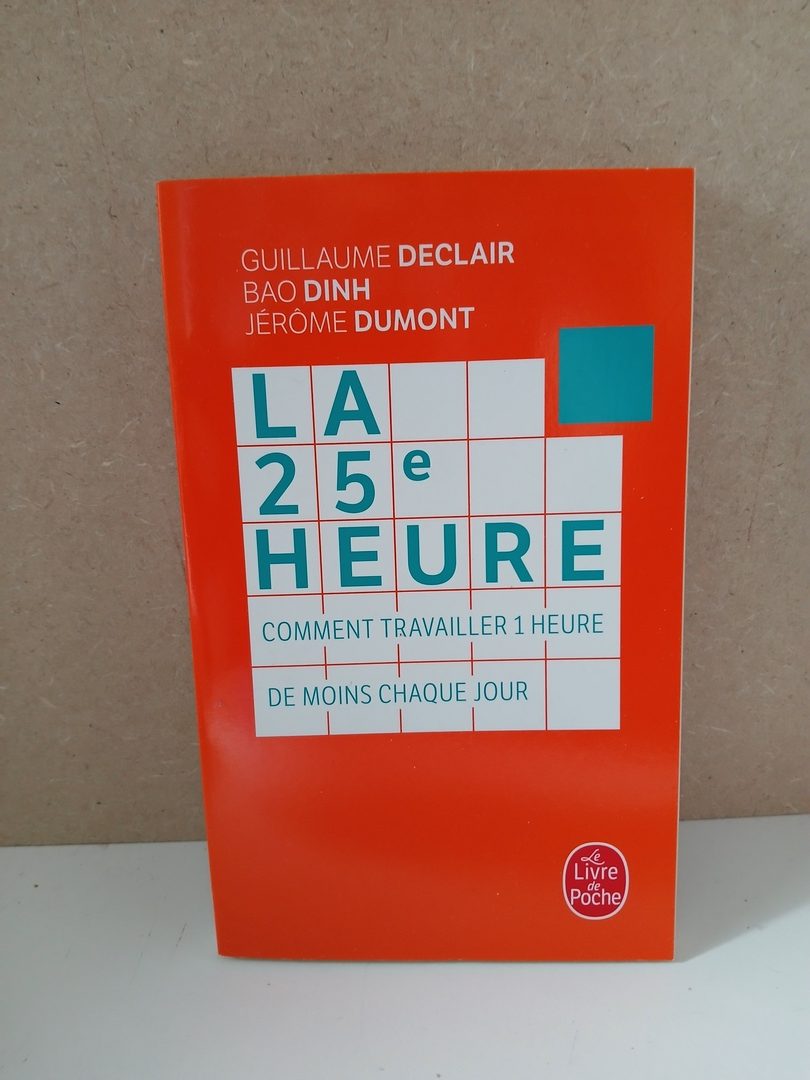 GUILLAUME DECLAIR
BAO DINH
JÉRÔME DUMONT
LA
25e
HEURE
COMMENT TRAVAILLER 1 HEURE
DE MOINS CHAQUE JOUR
Le
Livre
de
Poche